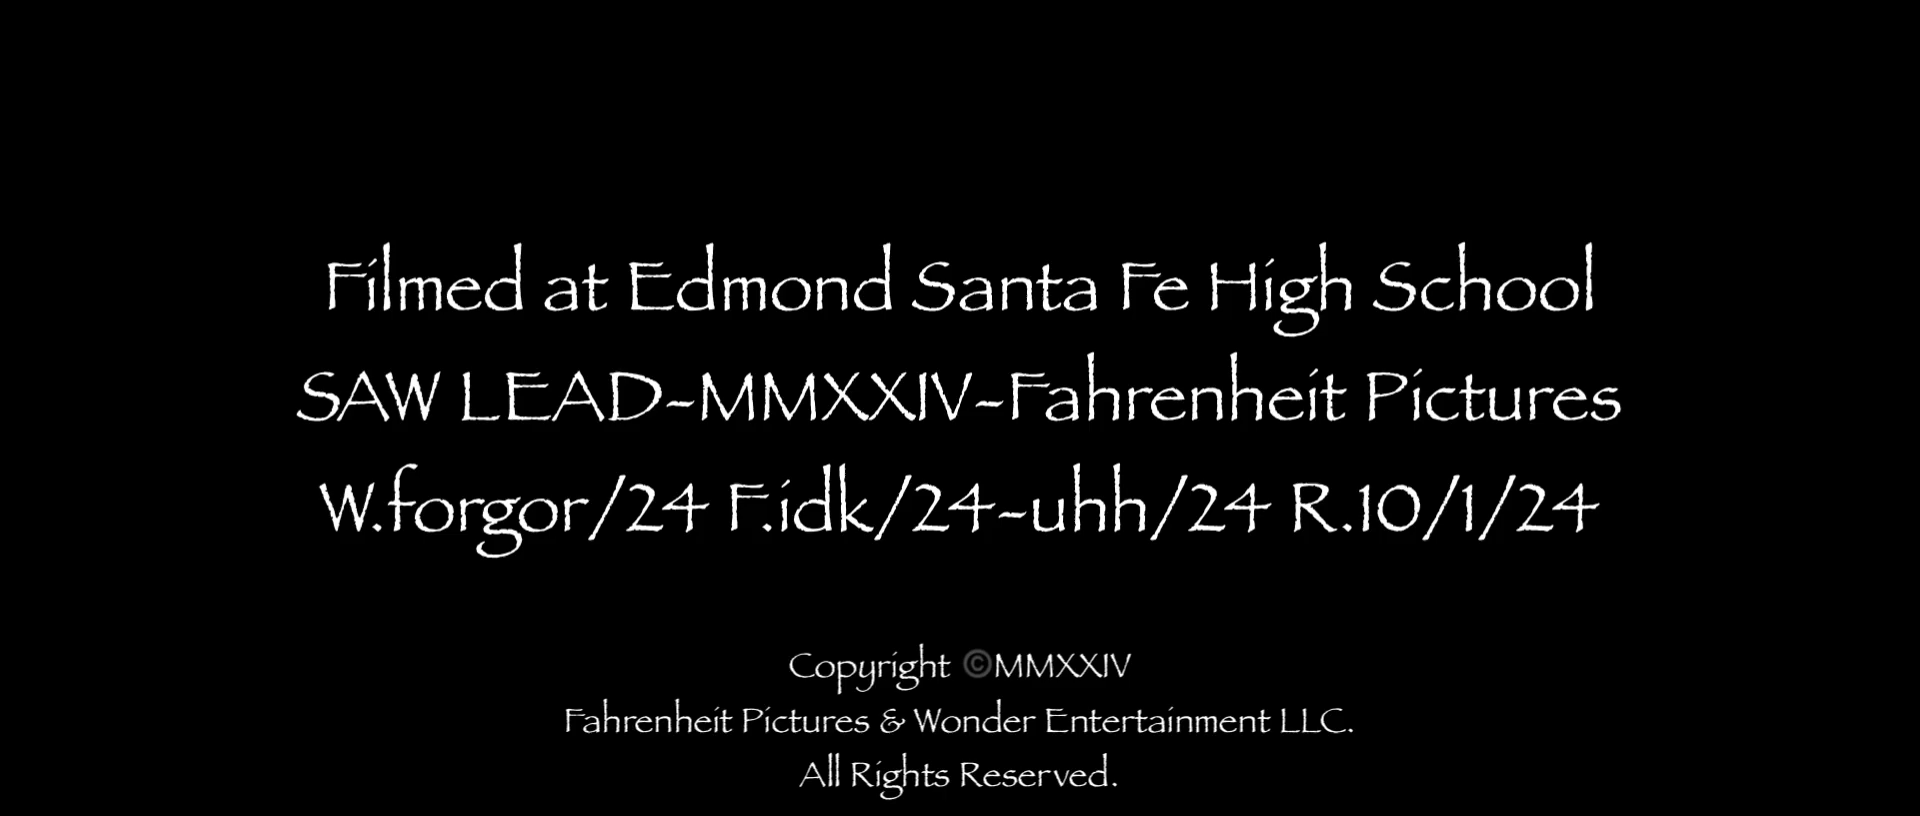 Filmed at Edmond Santa Fe High School
SAW LEAD-MMXXIV-Fahrenheit Pictures
W.forgor/24 F.idk/24-uhh/24 R.10/1/24
Copyright ©MMXXIV
Fahrenheit Pictures & Wonder Entertainment LLC.
All Rights Reserved.